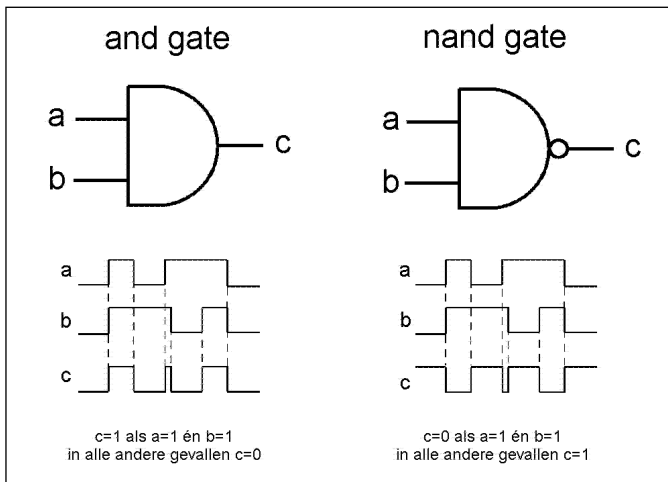 and gate
a
b
c
a
b
c
c=1 als a=1 én b=1
in alle andere gevallen c=0
nand gate
a
b
c
a
b
c
c=0 als a=1 én b=1
in alle andere gevallen c=1